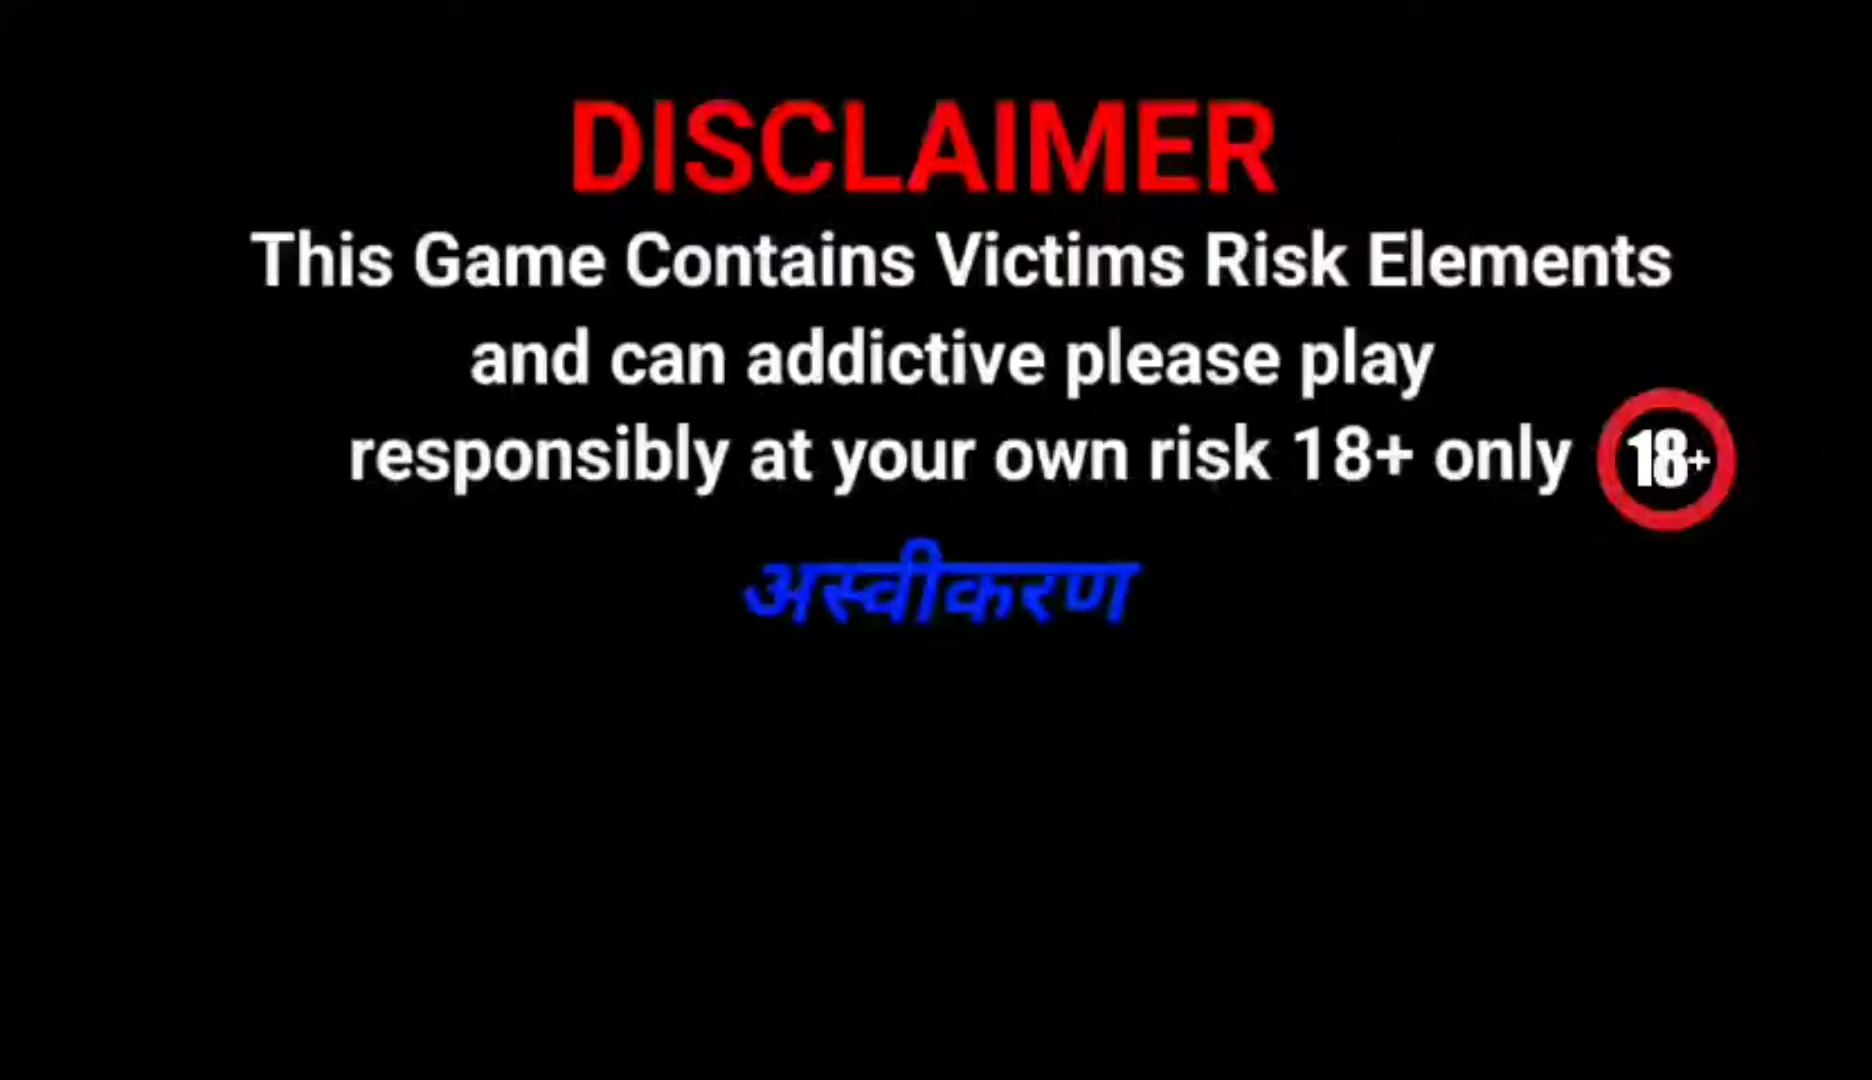 DISCLAIMER
This Game Contains Victims Risk Elements
and can addictive please play
responsibly at your own risk 18+ only
18+
अस्वीकरण